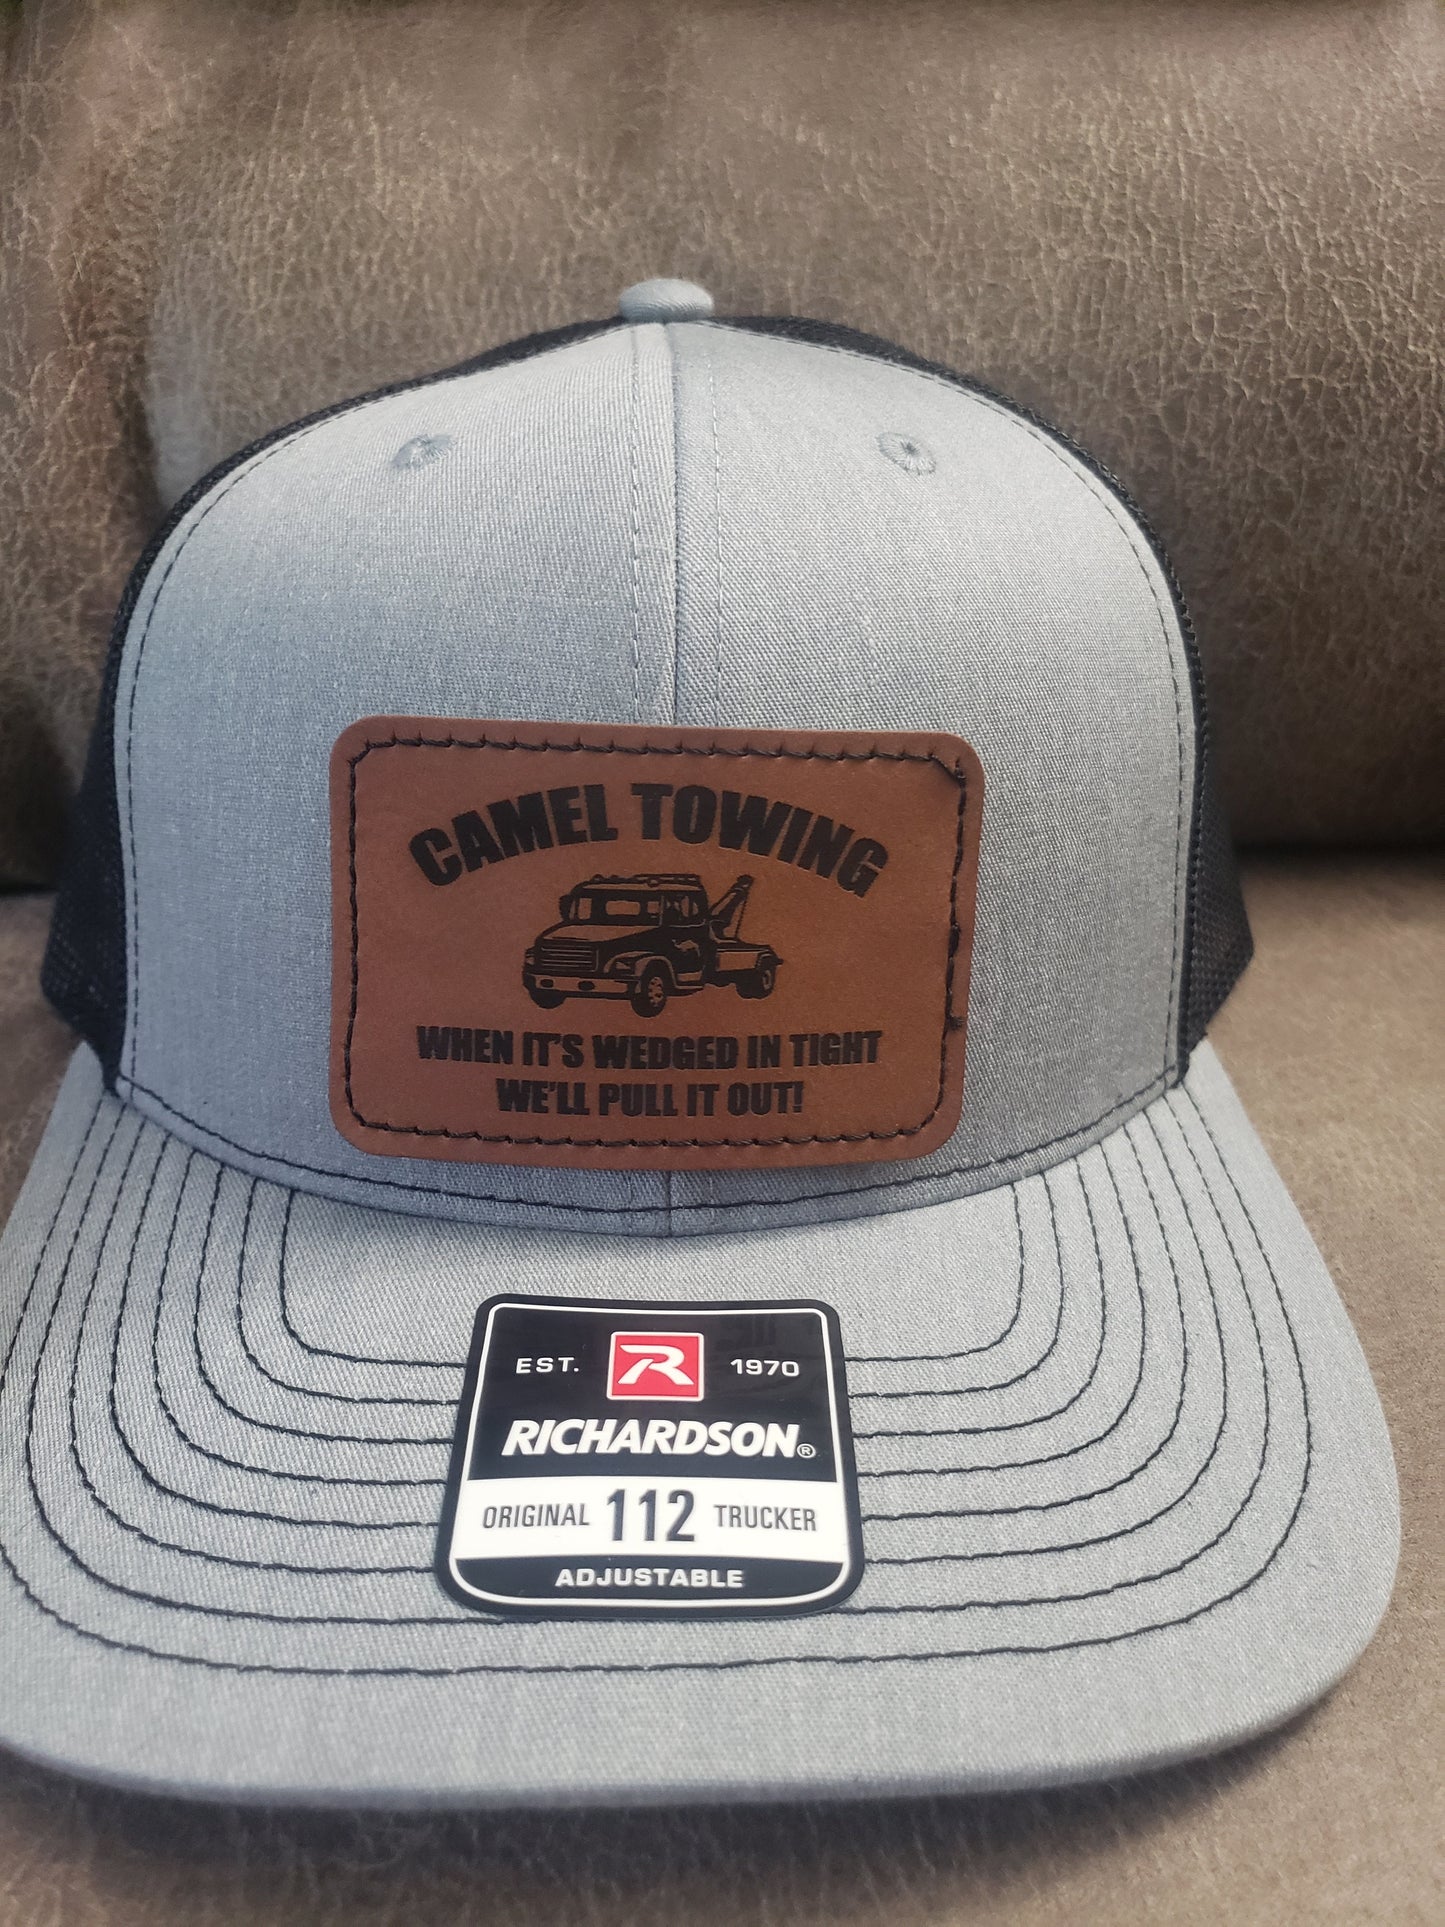 CAMEL TOWING
WHEN IT'S WEDGED IN TIGHT
WE'LL PULL IT OUT!
EST. R 1970
RICHARDSON®
ORIGINAL 112 TRUCKER
ADJUSTABLE